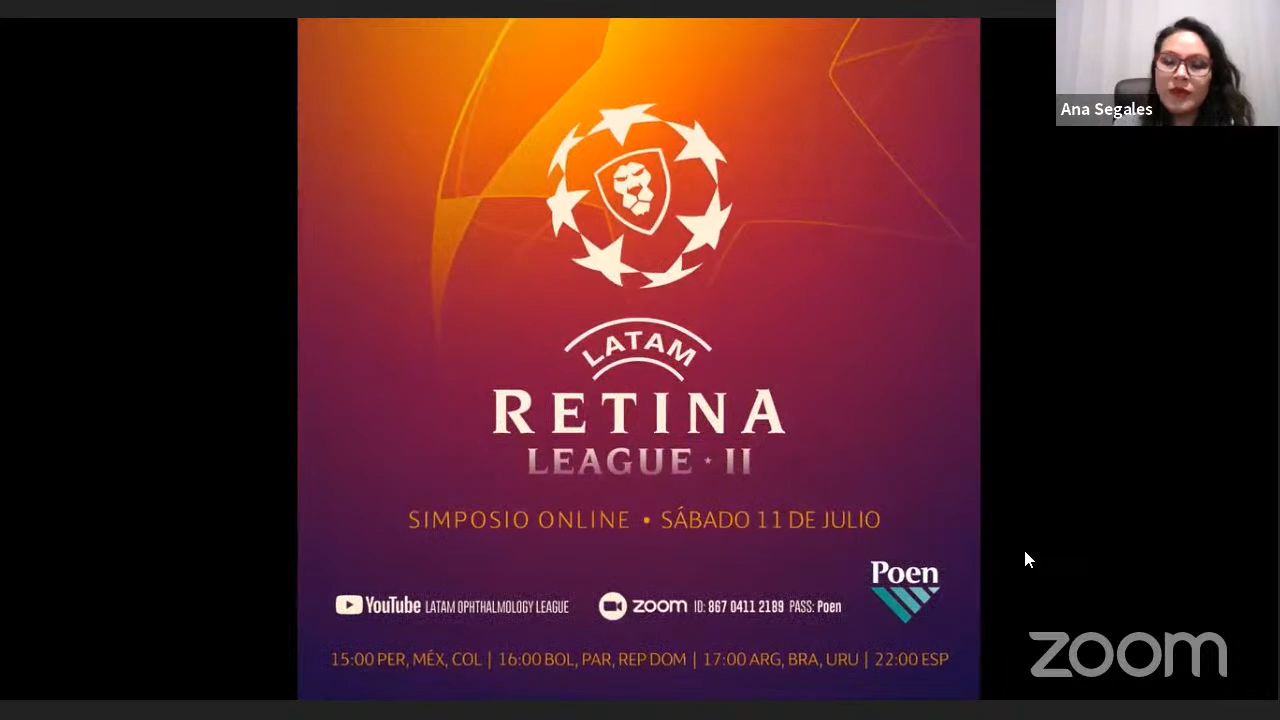 Ana Segales
LATAM
RETINA
LEAGUE · II
SIMPOSIO ONLINE • SÁBADO 11 DE JULIO
Poen
YouTube LATAM OPHTHALMOLOGY LEAGUE
zoom ID: 867 0411 2189 PASS: Poen
15:00 PER, MÉX, COL | 16:00 BOL, PAR, REP DOM | 17:00 ARG, BRA, URU | 22:00 ESP
zoom